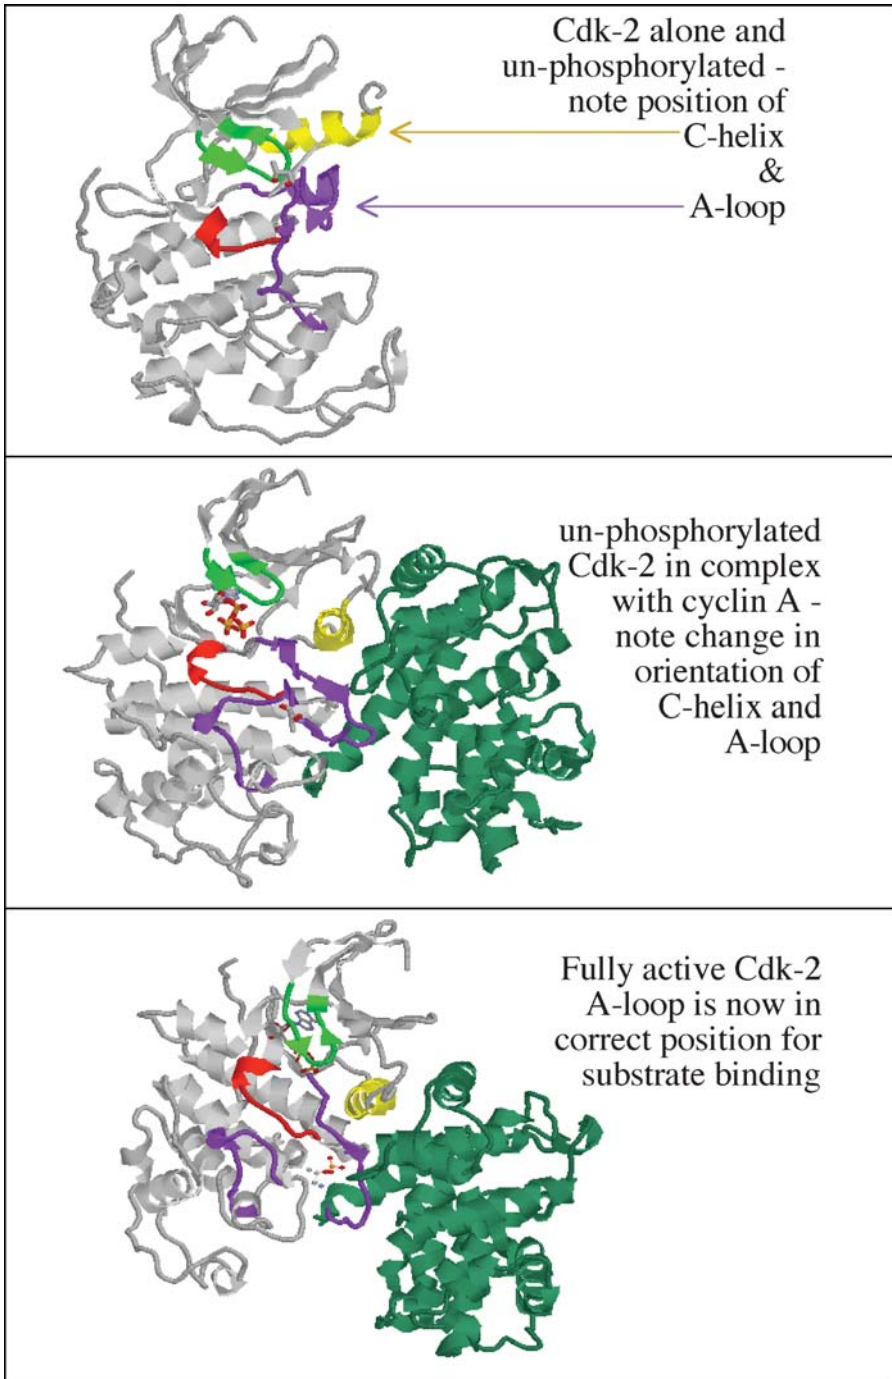 Cdk-2 alone and
un-phosphorylated -
note position of
C-helix
&
A-loop
un-phosphorylated
Cdk-2 in complex
with cyclin A -
note change in
orientation of
C-helix and
A-loop
Fully active Cdk-2
A-loop is now in
correct position for
substrate binding